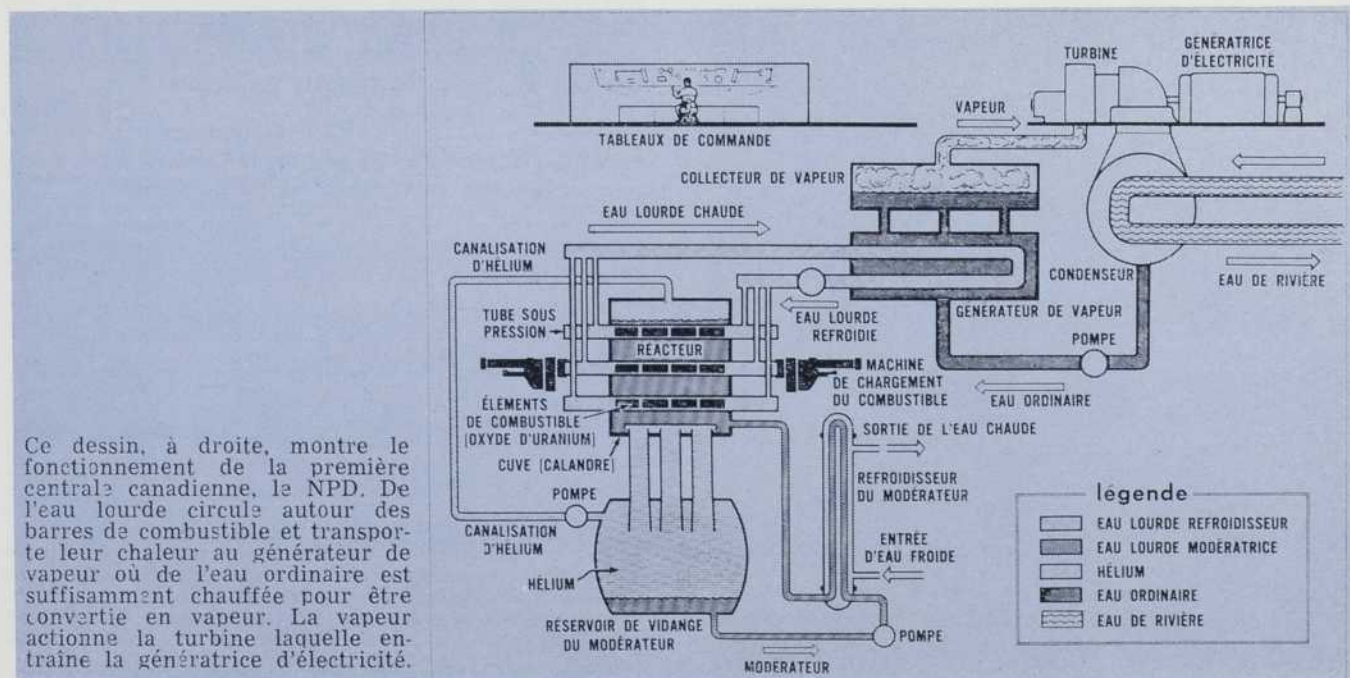 Ce dessin, à droite, montre le
fonctionnement de la première
centrale canadienne, le NPD. De
l'eau lourde circule autour des
barres de combustible et transpor-
te leur chaleur au générateur de
vapeur où de l'eau ordinaire est
suffisamment chauffée pour être
convertie en vapeur. La vapeur
actionne la turbine laquelle en-
traîne la génératrice d'électricité.
TABLEAUX DE COMMANDE
TURBINE
GÉNÉRATRICE
D'ÉLECTRICITÉ
VAPEUR
COLLECTEUR DE VAPEUR
EAU LOURDE CHAUDE
CANALISATION
D'HÉLIUM
CONDENSEUR
EAU DE RIVIÈRE
GÉNÉRATEUR DE VAPEUR
EAU LOURDE
REFROIDIE
POMPE
TUBE SOUS
PRESSION
RÉACTEUR
MACHINE
DE CHARGEMENT
DU COMBUSTIBLE
EAU ORDINAIRE
ÉLÉMENTS
DE COMBUSTIBLE
(OXYDE D'URANIUM)
CUVE (CALANDRE)
SORTIE DE L'EAU CHAUDE
REFROIDISSEUR
DU MODÉRATEUR
POMPE
CANALISATION
D'HÉLIUM
ENTRÉE
D'EAU FROIDE
HÉLIUM
RÉSERVOIR DE VIDANGE
DU MODÉRATEUR
POMPE
MODÉRATEUR
légende
EAU LOURDE REFROIDISSEUR
EAU LOURDE MODÉRATRICE
HÉLIUM
EAU ORDINAIRE
EAU DE RIVIÈRE